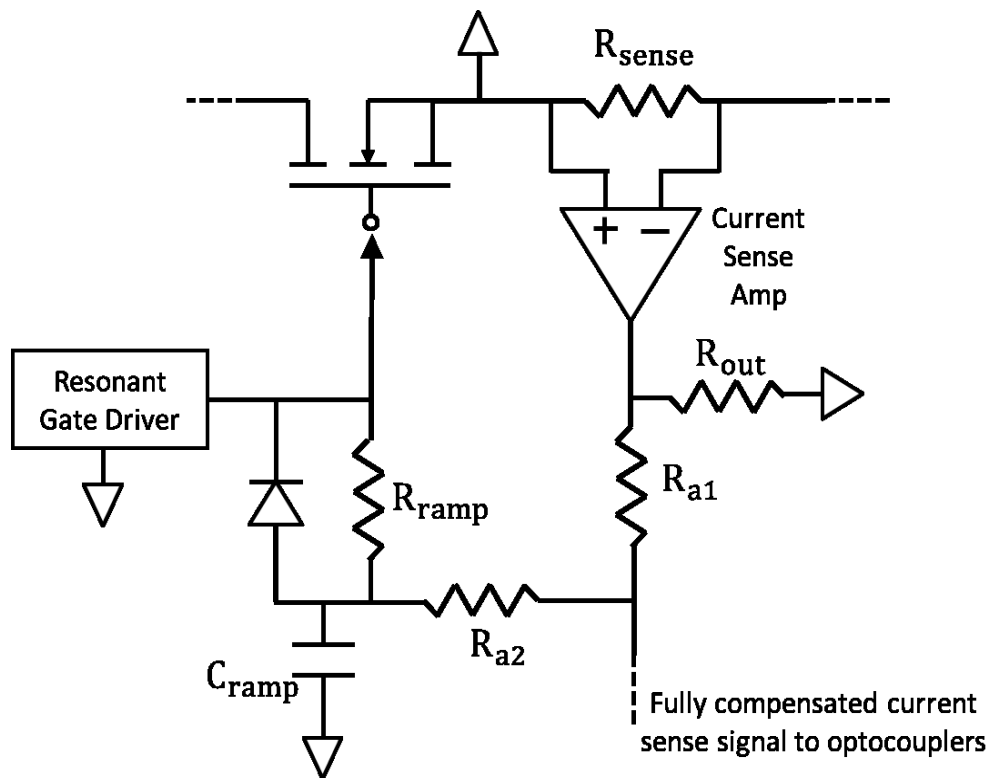 R_sense
+ −
Current
Sense
Amp
R_out
Resonant
Gate Driver
R_ramp
R_a1
R_a2
C_ramp
Fully compensated current
sense signal to optocouplers